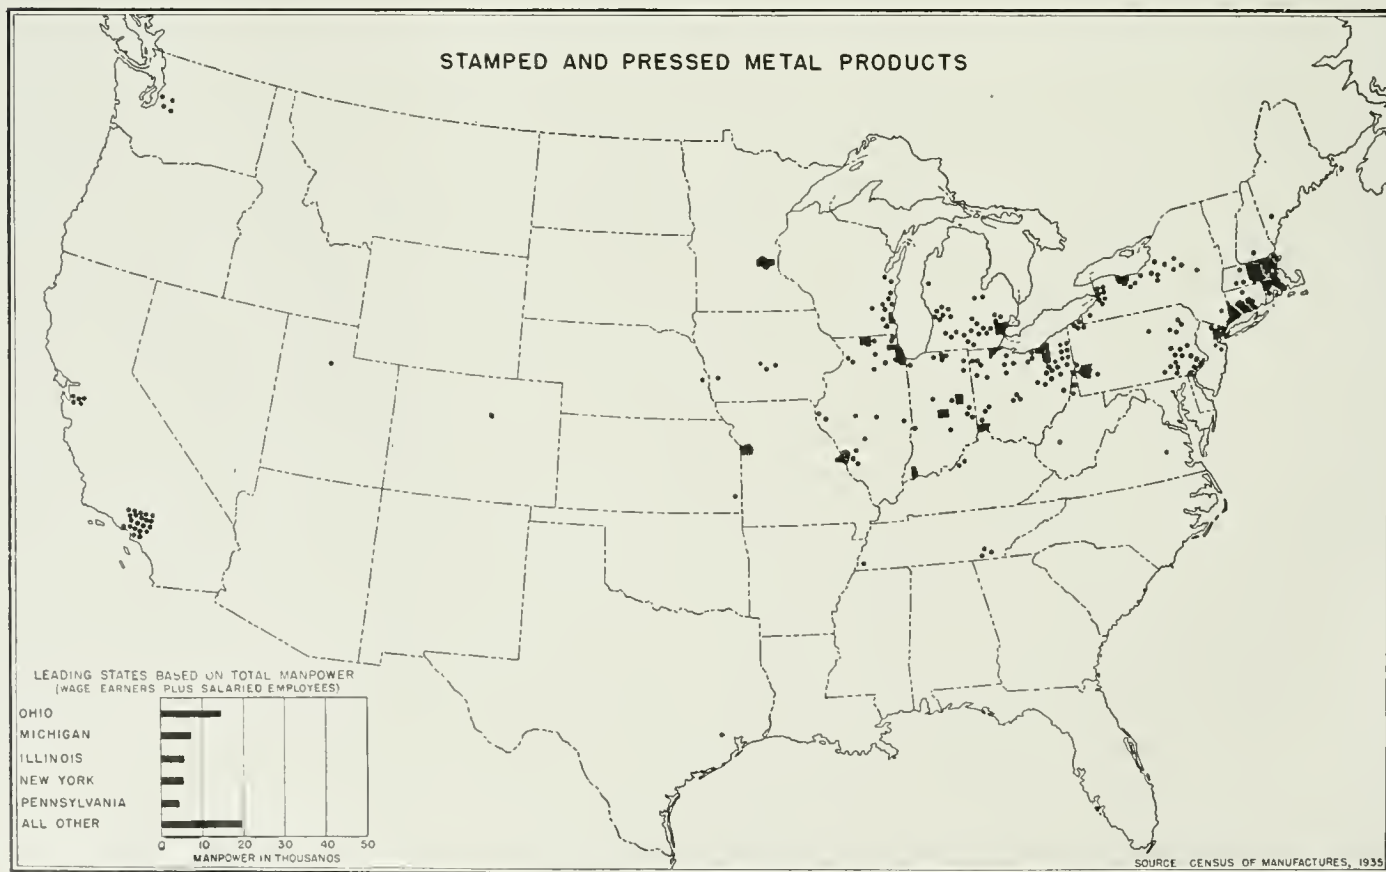 STAMPED AND PRESSED METAL PRODUCTS
LEADING STATES BASED ON TOTAL MANPOWER
(WAGE EARNERS PLUS SALARIED EMPLOYEES)
OHIO
MICHIGAN
ILLINOIS
NEW YORK
PENNSYLVANIA
ALL OTHER
0 10 20 30 40 50
MANPOWER IN THOUSANDS
SOURCE CENSUS OF MANUFACTURES, 1935